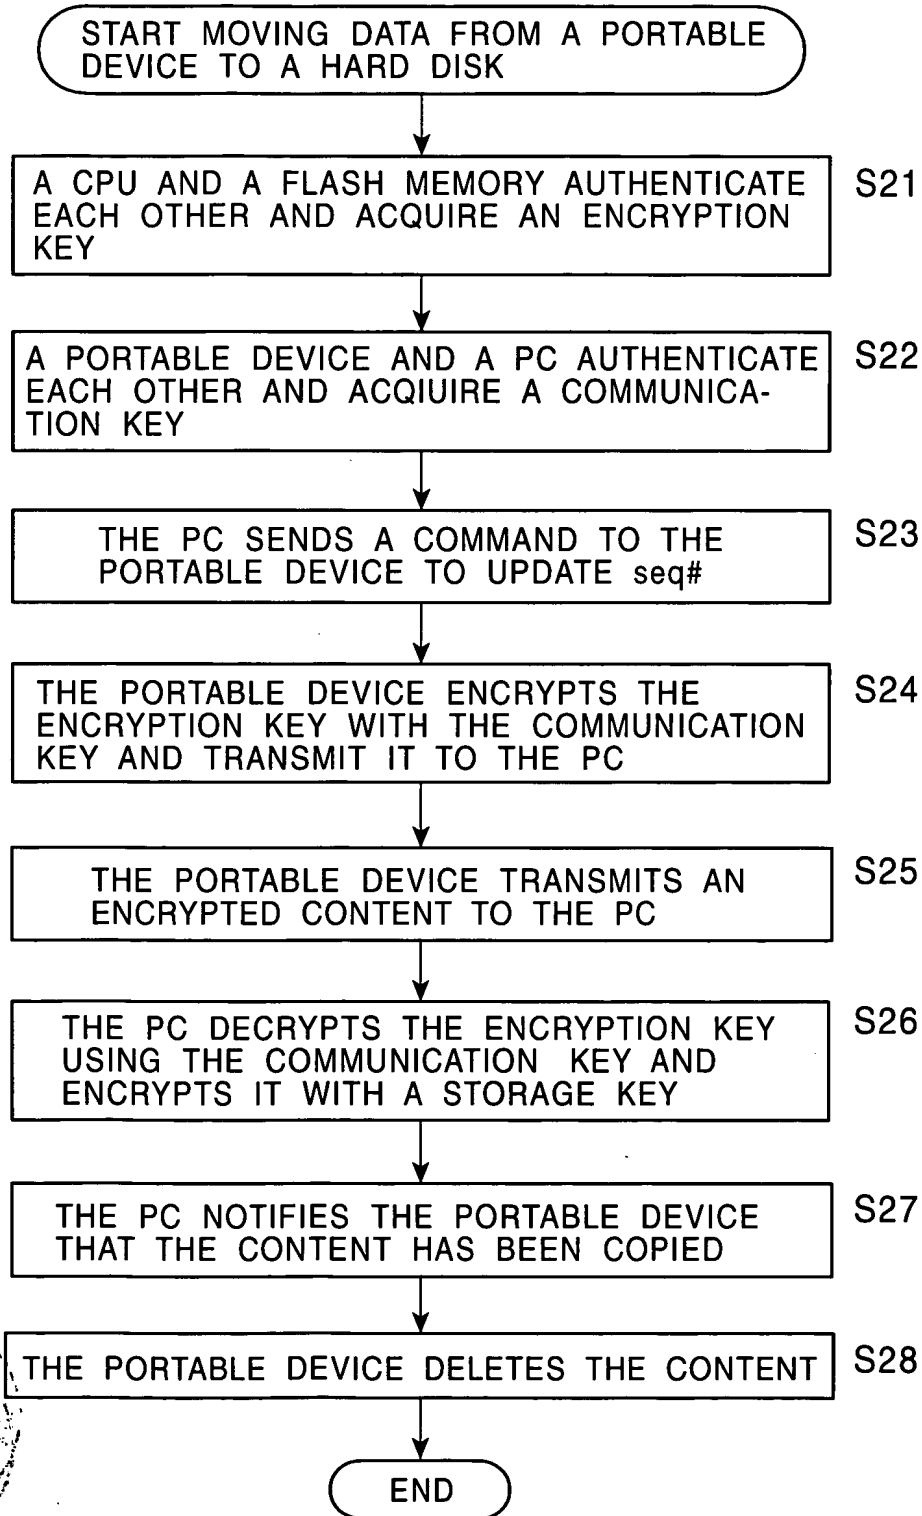 START MOVING DATA FROM A PORTABLE
DEVICE TO A HARD DISK
A CPU AND A FLASH MEMORY AUTHENTICATE
EACH OTHER AND ACQUIRE AN ENCRYPTION
KEY
S21
A PORTABLE DEVICE AND A PC AUTHENTICATE
EACH OTHER AND ACQIUIRE A COMMUNICA-
TION KEY
S22
THE PC SENDS A COMMAND TO THE
PORTABLE DEVICE TO UPDATE seq#
S23
THE PORTABLE DEVICE ENCRYPTS THE
ENCRYPTION KEY WITH THE COMMUNICATION
KEY AND TRANSMIT IT TO THE PC
S24
THE PORTABLE DEVICE TRANSMITS AN
ENCRYPTED CONTENT TO THE PC
S25
THE PC DECRYPTS THE ENCRYPTION KEY
USING THE COMMUNICATION KEY AND
ENCRYPTS IT WITH A STORAGE KEY
S26
THE PC NOTIFIES THE PORTABLE DEVICE
THAT THE CONTENT HAS BEEN COPIED
S27
THE PORTABLE DEVICE DELETES THE CONTENT
S28
END